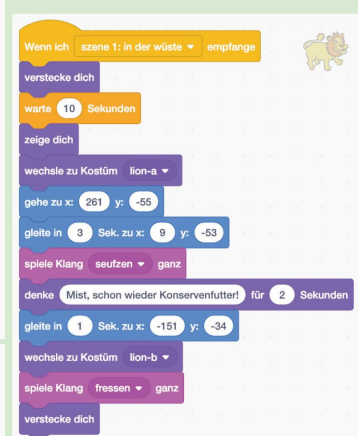 Wenn ich szene 1: in der wüste empfange
verstecke dich
warte 10 Sekunden
zeige dich
wechsle zu Kostüm lion-a
gehe zu x: 261 y: -55
gleite in 3 Sek. zu x: 9 y: -53
spiele Klang seufzen ganz
denke Mist, schon wieder Konservenfutter! für 2 Sekunden
gleite in 1 Sek. zu x: -151 y: -34
wechsle zu Kostüm lion-b
spiele Klang fressen ganz
verstecke dich